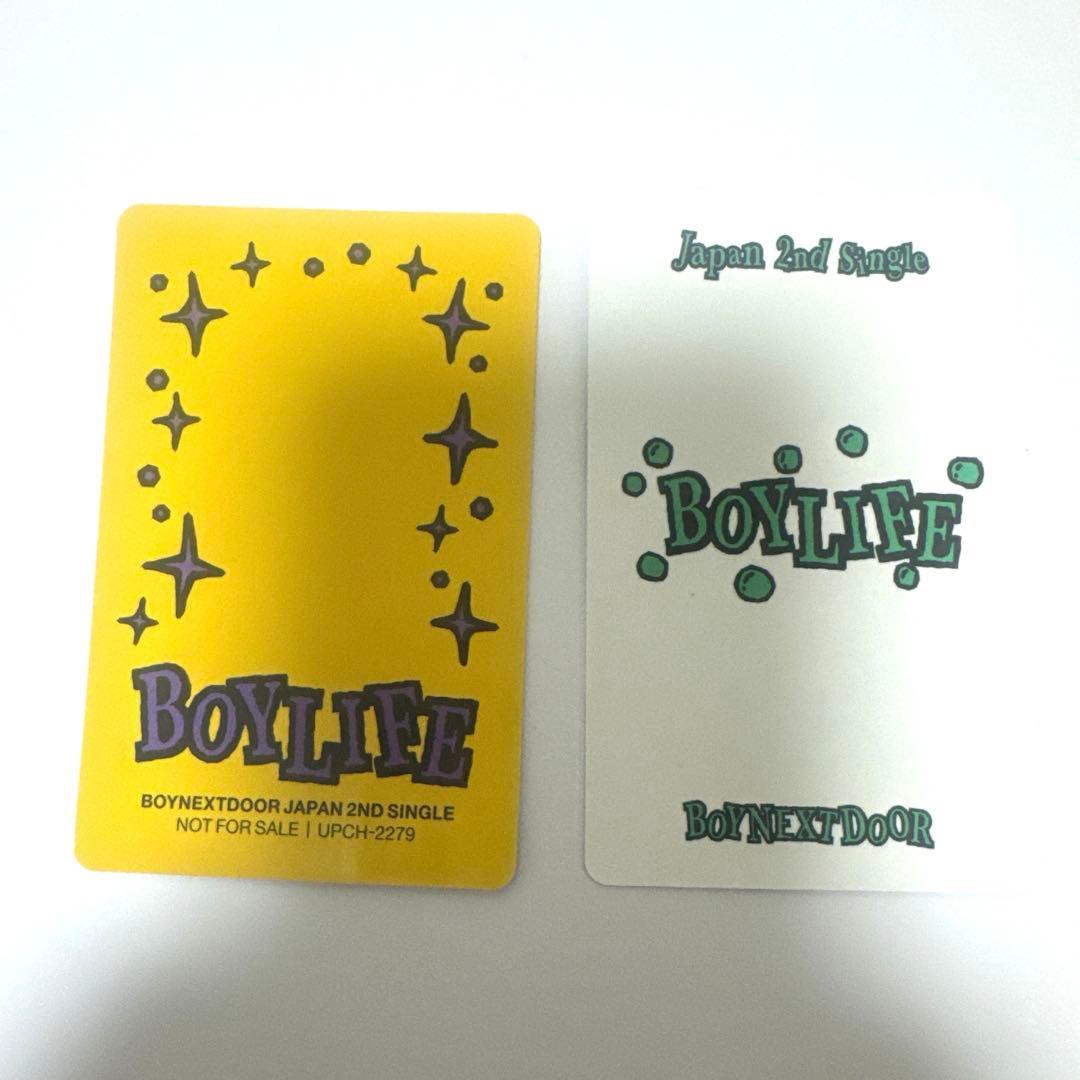 BOYLIFE
BOYNEXTDOOR JAPAN 2ND SINGLE
NOT FOR SALE | UPCH-2279
Japan 2nd Single
BOYLIFE
BOYNEXTDOOR